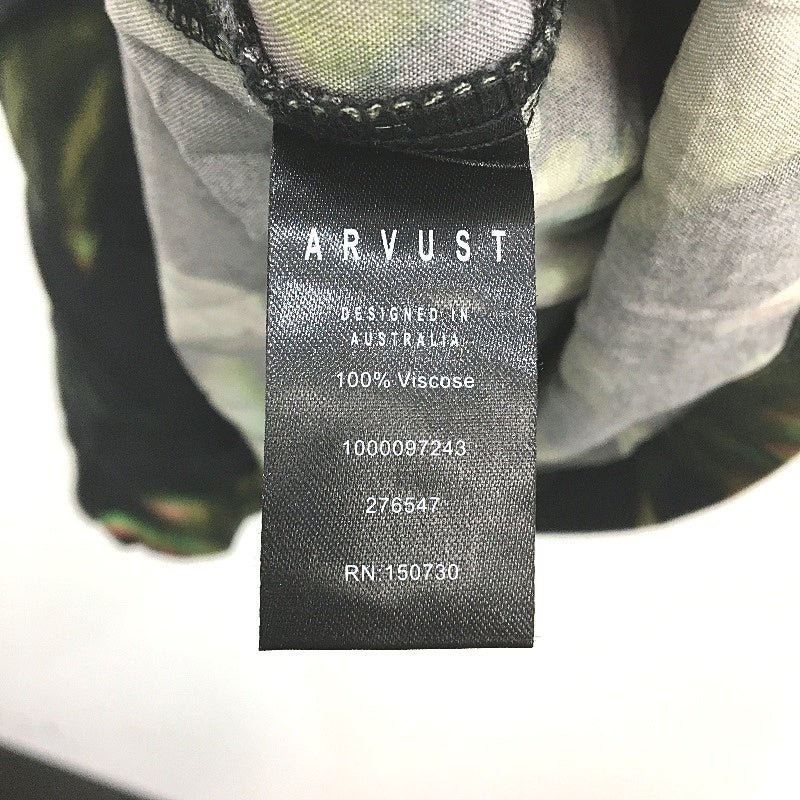 ARVUST
DESIGNED IN
AUSTRALIA
100% Viscose
1000097243
276547
RN:150730